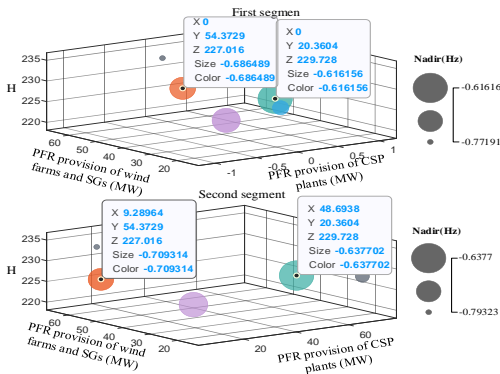 First segmen
X 0
Y 54.3729
Z 227.016
Size -0.686489
Color -0.686489
X 0
Y 20.3604
Z 229.728
Size -0.616156
Color -0.616156
235
230
225
220
H
60
40
20
PFR provision of wind
farms and SGs (MW)
-1
-0.5
0
0.5
1
PFR provision of CSP
plants (MW)
Nadir(Hz)
-0.61616
-0.77191
Second segment
X 9.28964
Y 54.3729
Z 227.016
Size -0.709314
Color -0.709314
X 48.6938
Y 20.3604
Z 229.728
Size -0.637702
Color -0.637702
235
230
225
220
H
60
40
20
PFR provision of wind
farms and SGs (MW)
20
40
60
PFR provision of CSP
plants (MW)
Nadir(Hz)
-0.6377
-0.79323